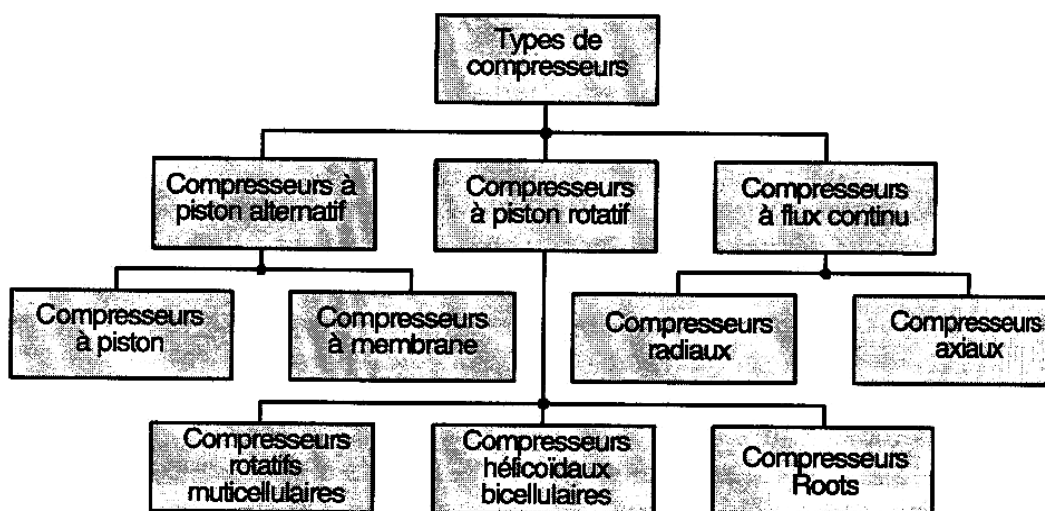 Types de
compresseurs
Compresseurs à
piston alternatif
Compresseurs
à piston rotatif
Compresseurs
à flux continu
Compresseurs
à piston
Compresseurs
à membrane
Compresseurs
radiaux
Compresseurs
axiaux
Compresseurs
rotatifs
muticellulaires
Compresseurs
hélicoïdaux
bicellulaires
Compresseurs
Roots